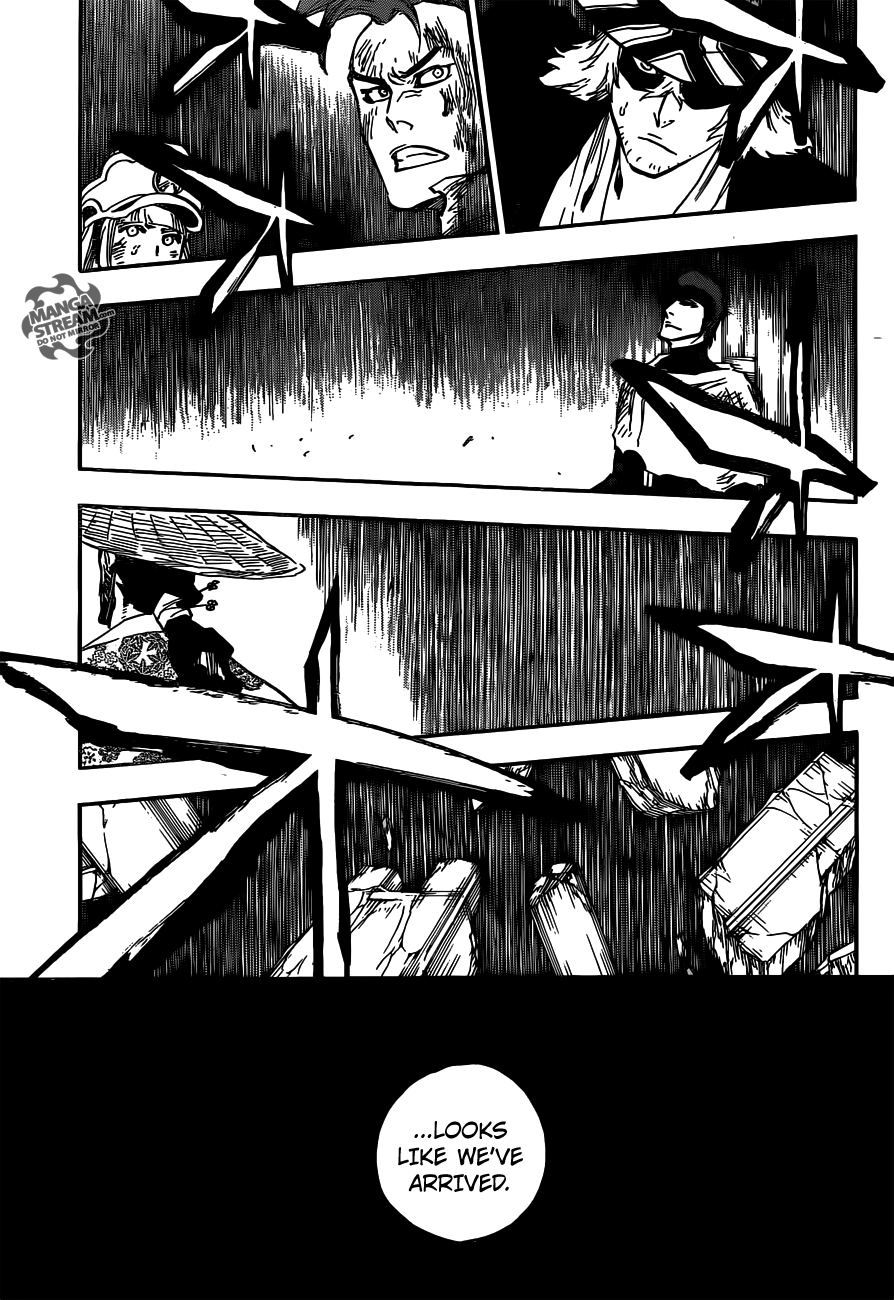 MANGA
STREAM.com
DO NOT MIRROR
...LOOKS
LIKE WE'VE
ARRIVED.